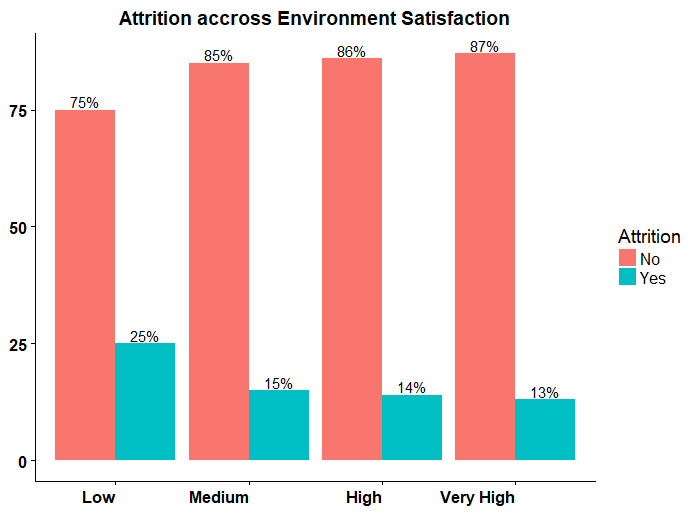 Attrition accross Environment Satisfaction
75%
85%
86%
87%
25%
15%
14%
13%
75
50
25
0
Low
Medium
High
Very High
Attrition
No
Yes